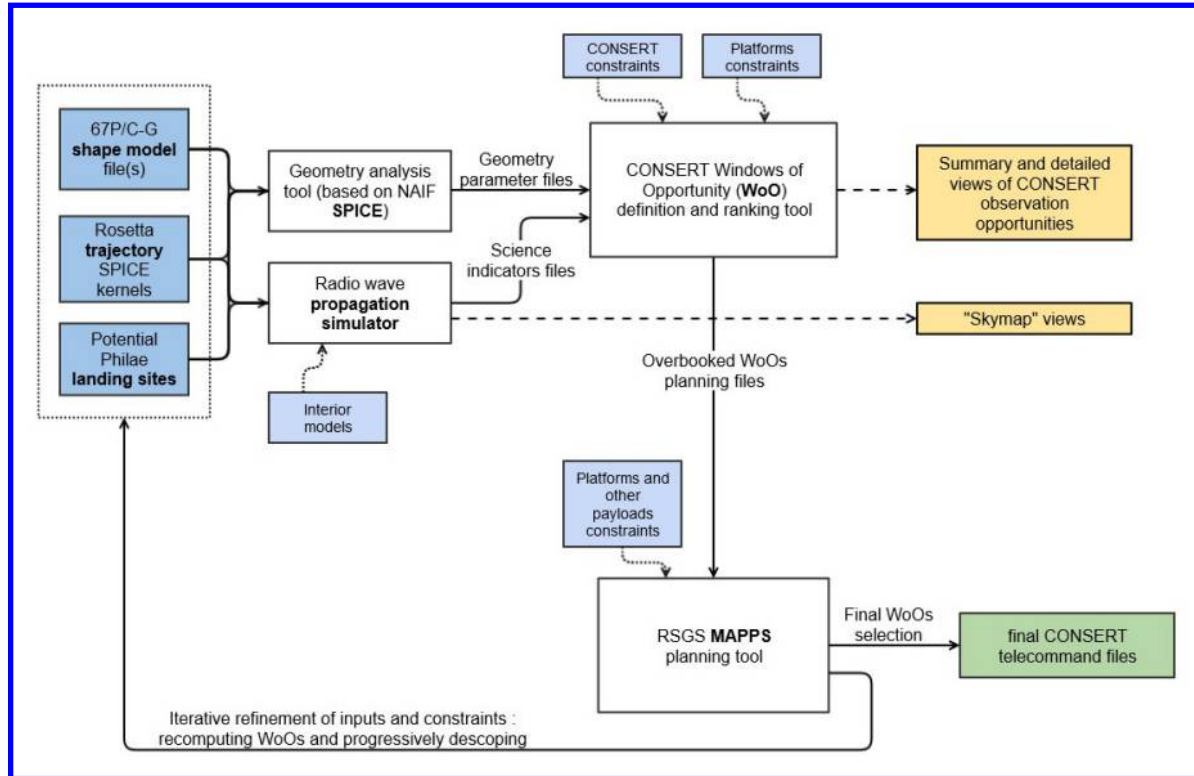 CONSERT
constraints
Platforms
constraints
67P/C-G
shape model
file(s)
Geometry analysis
tool (based on NAIF
SPICE)
Geometry
parameter files
CONSERT Windows of
Opportunity (WoO)
definition and ranking tool
Summary and detailed
views of CONSERT
observation
opportunities
Rosetta
trajectory
SPICE
kernels
Science
indicators files
Radio wave
propagation
simulator
"Skymap" views
Potential
Philae
landing sites
Overbooked WoOs
planning files
Interior
models
Platforms and
other
payloads
constraints
RSGS MAPPS
planning tool
Final WoOs
selection
final CONSERT
telecommand files
Iterative refinement of inputs and constraints :
recomputing WoOs and progressively descoping